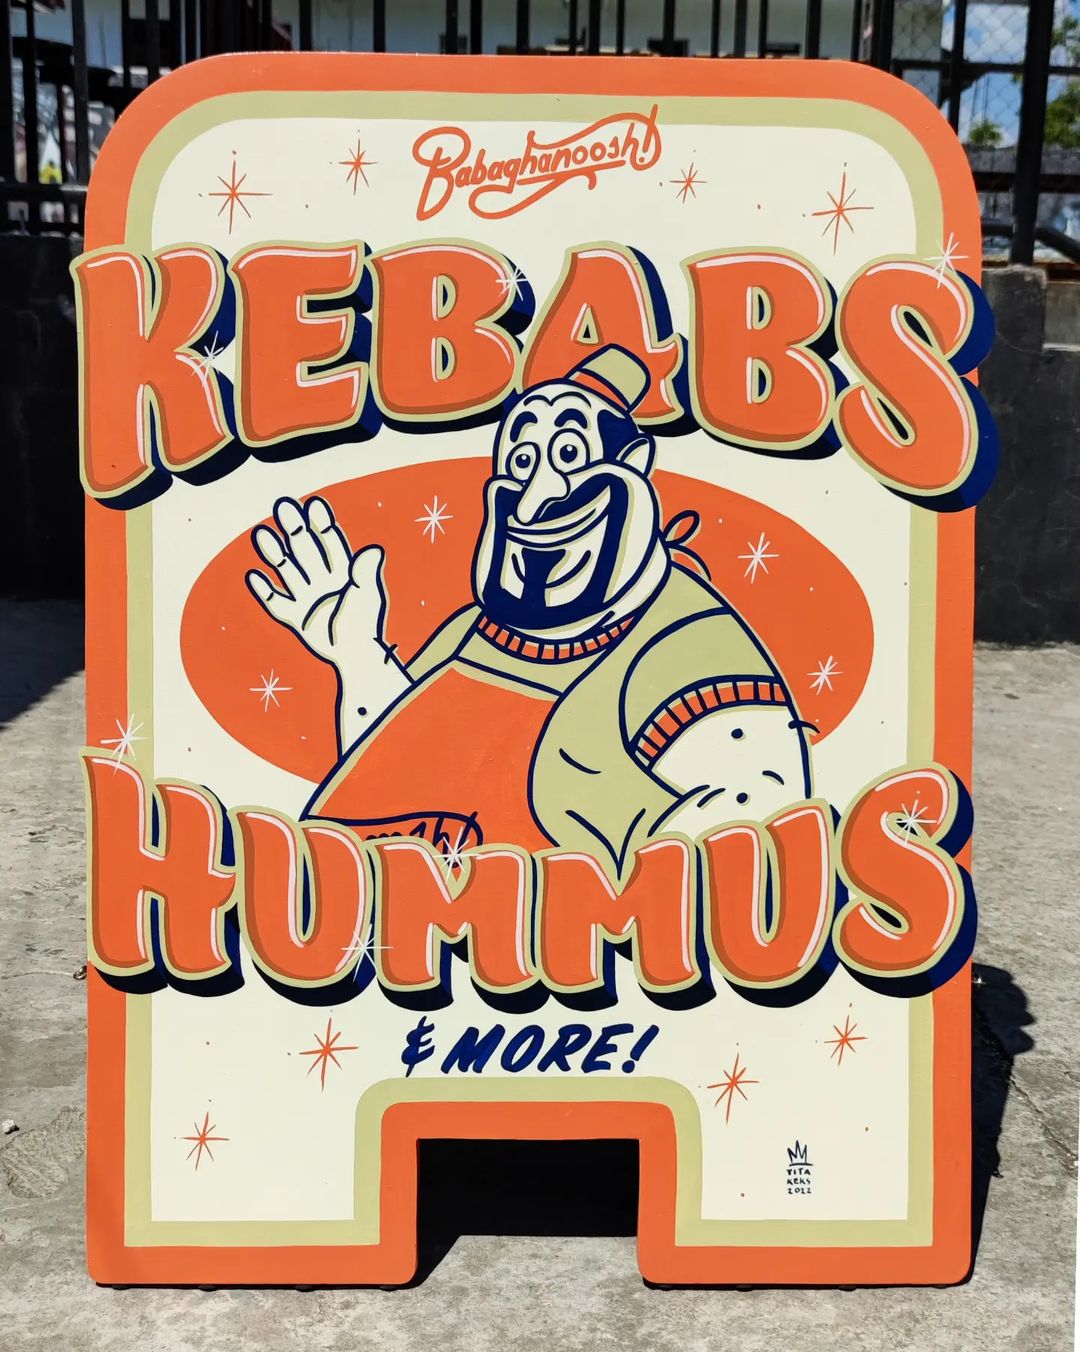 Babaghanoosh!
KEBABS
HUMMUS
& MORE!
TITA
KEKS
2022